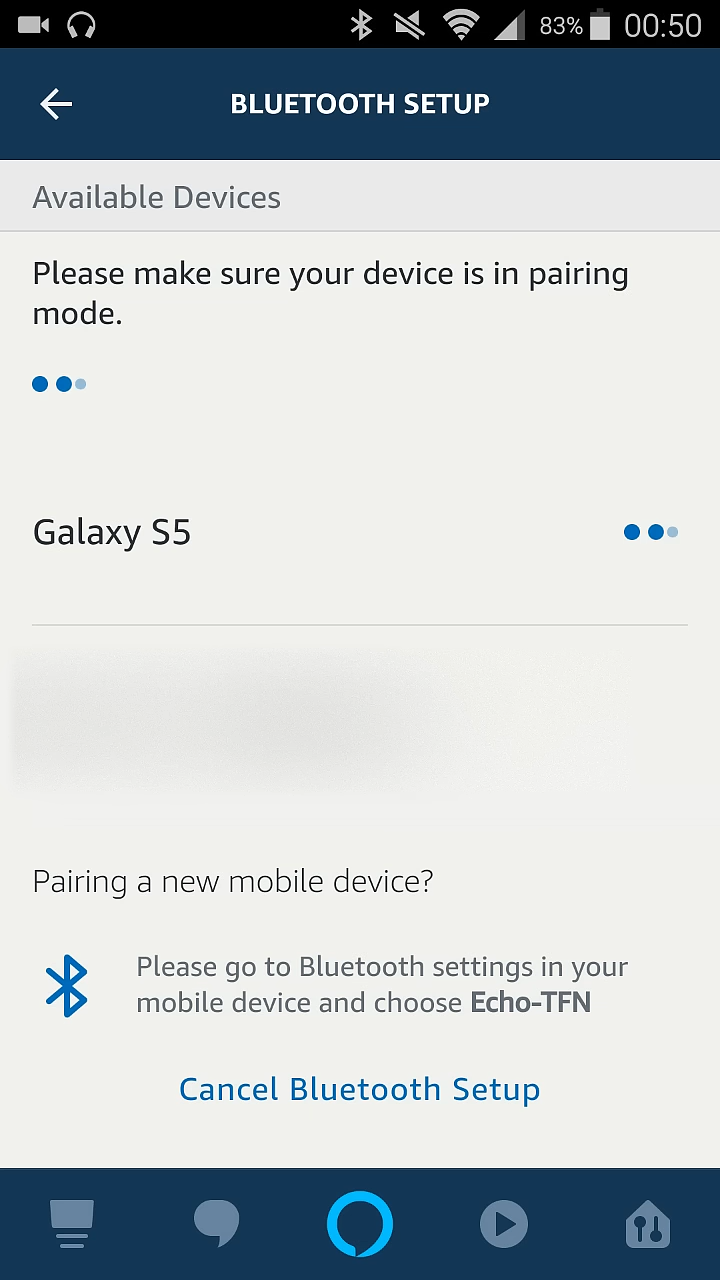 83% 00:50
BLUETOOTH SETUP
Available Devices
Please make sure your device is in pairing
mode.
Galaxy S5
Pairing a new mobile device?
Please go to Bluetooth settings in your
mobile device and choose Echo-TFN
Cancel Bluetooth Setup